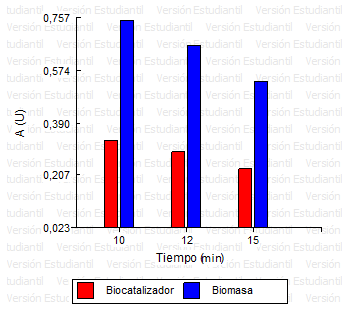 0,757
0,574
0,390
0,207
0,023
A (U)
10 12 15
Tiempo (min)
Biocatalizador Biomasa
Versión Estudiantil